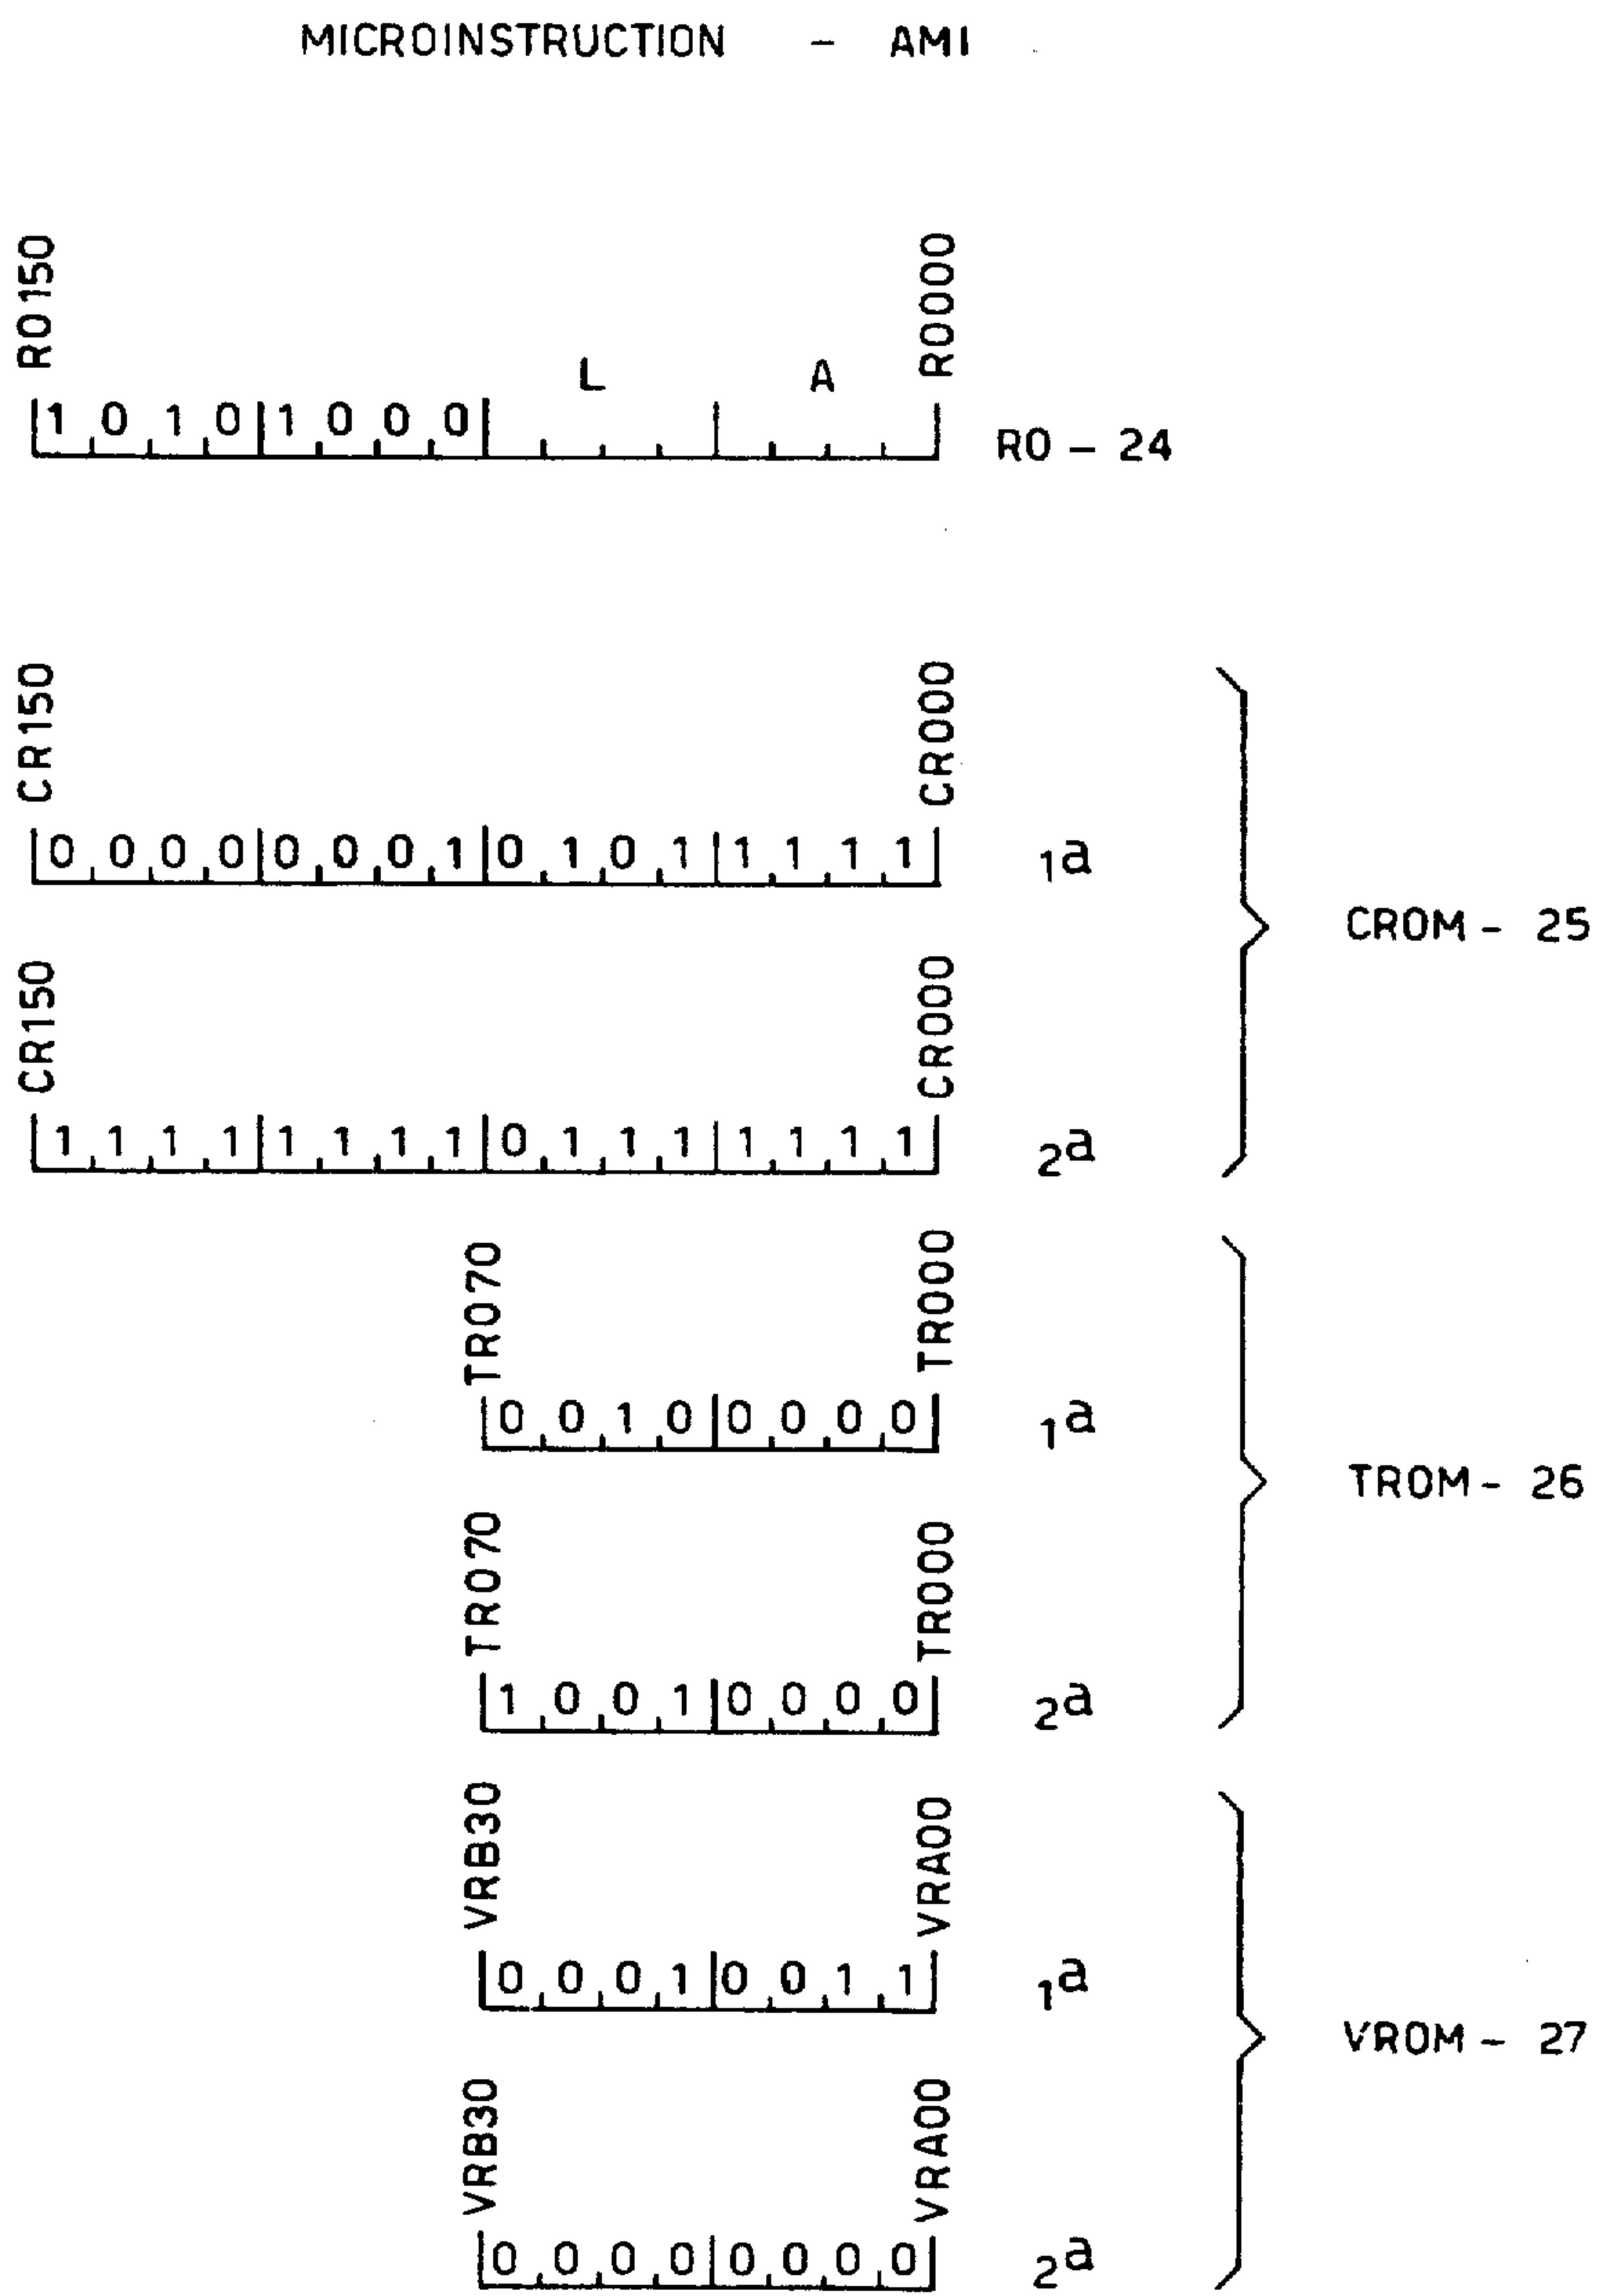 MICROINSTRUCTION - AMI
RO150 RO000
L A
1 0 1 0 1 0 0 0 RO - 24
CR150 CR000
0 0 0 0 0 0 0 1 0 1 0 1 1 1 1 1 1a
CROM - 25
CR150 CR000
1 1 1 1 1 1 1 1 0 1 1 1 1 1 1 1 2a
TR070 TR000
0 0 1 0 0 0 0 0 1a
TROM - 26
TR070 TR000
1 0 0 1 0 0 0 0 2a
VRB30 VRA00
0 0 0 1 0 0 1 1 1a
VROM - 27
VRB30 VRA00
0 0 0 0 0 0 0 0 2a